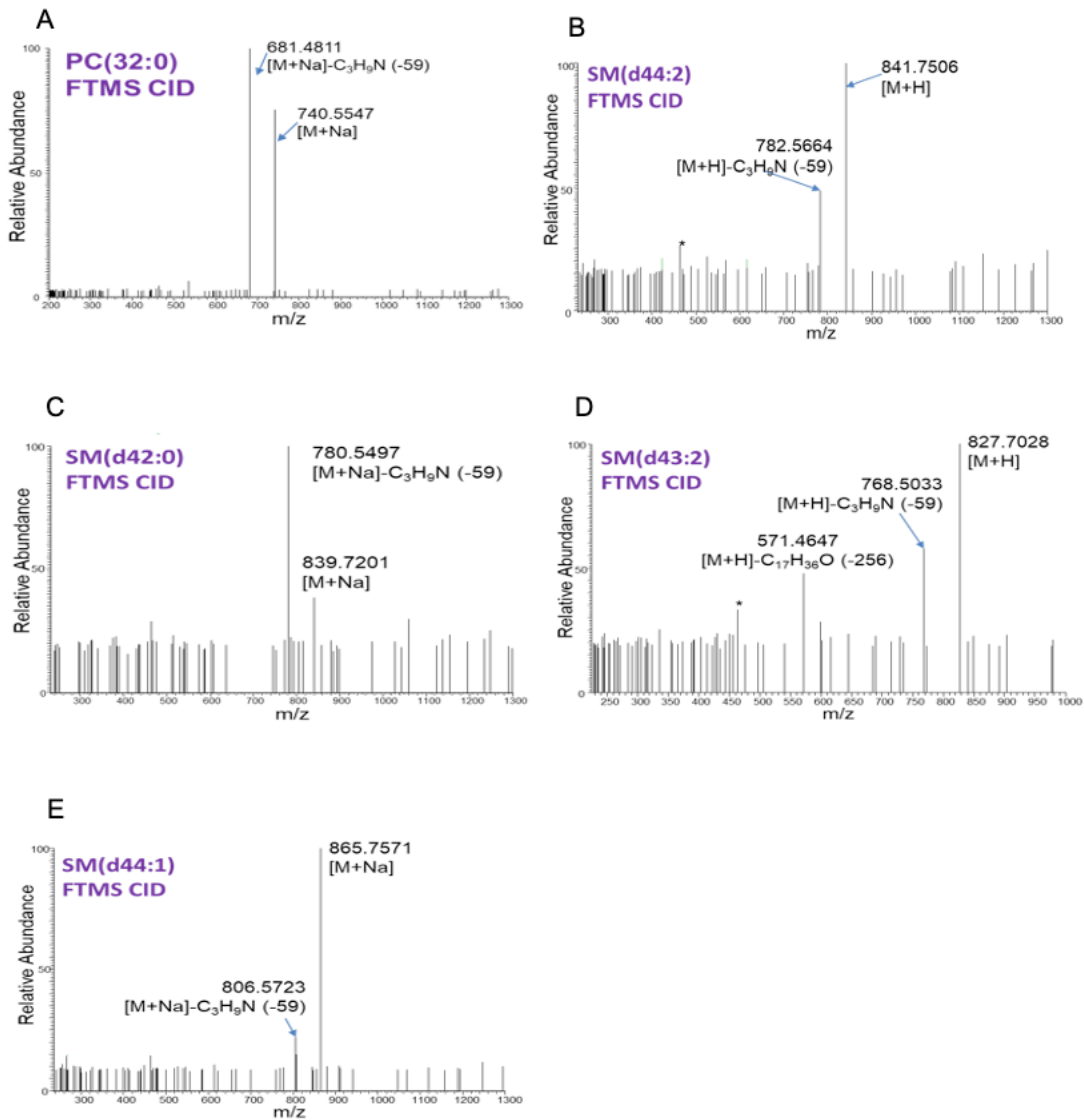 A
PC(32:0)
FTMS CID
681.4811
[M+Na]-C₃H₉N (-59)
740.5547
[M+Na]
Relative Abundance
100
50
0
200 300 400 500 600 700 800 900 1000 1100 1200 1300
m/z
B
SM(d44:2)
FTMS CID
841.7506
[M+H]
782.5664
[M+H]-C₃H₉N (-59)
*
Relative Abundance
100
50
0
300 400 500 600 700 800 900 1000 1100 1200 1300
m/z
C
SM(d42:0)
FTMS CID
780.5497
[M+Na]-C₃H₉N (-59)
839.7201
[M+Na]
Relative Abundance
100
50
0
300 400 500 600 700 800 900 1000 1100 1200 1300
m/z
D
SM(d43:2)
FTMS CID
827.7028
[M+H]
768.5033
[M+H]-C₃H₉N (-59)
571.4647
[M+H]-C₁₇H₃₆O (-256)
*
Relative Abundance
100
50
0
250 300 350 400 450 500 550 600 650 700 750 800 850 900 950 1000
m/z
E
SM(d44:1)
FTMS CID
865.7571
[M+Na]
806.5723
[M+Na]-C₃H₉N (-59)
Relative Abundance
100
50
0
300 400 500 600 700 800 900 1000 1100 1200 1300
m/z